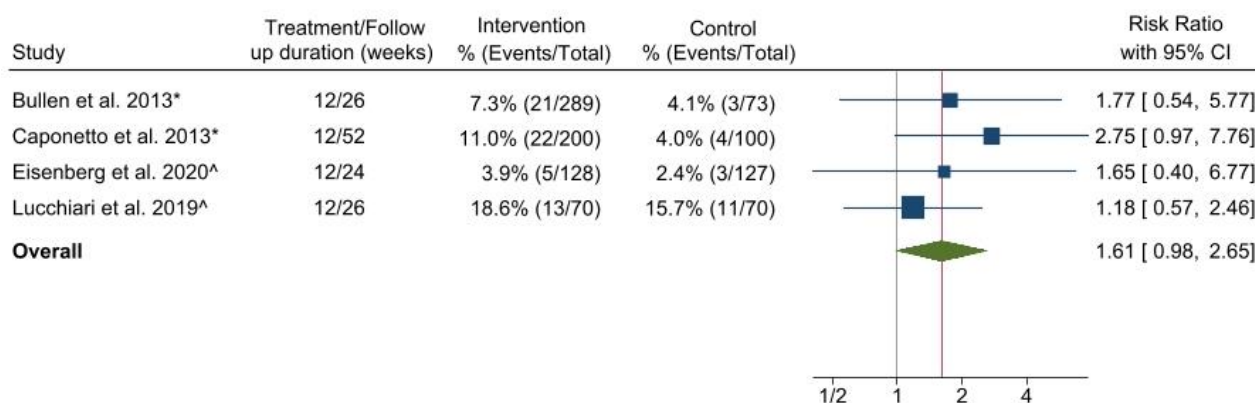 Study Treatment/Follow up duration (weeks) Intervention % (Events/Total) Control % (Events/Total) Risk Ratio with 95% CI
Bullen et al. 2013* 12/26 7.3% (21/289) 4.1% (3/73) 1.77 [ 0.54, 5.77]
Caponetto et al. 2013* 12/52 11.0% (22/200) 4.0% (4/100) 2.75 [ 0.97, 7.76]
Eisenberg et al. 2020^ 12/24 3.9% (5/128) 2.4% (3/127) 1.65 [ 0.40, 6.77]
Lucchiari et al. 2019^ 12/26 18.6% (13/70) 15.7% (11/70) 1.18 [ 0.57, 2.46]
Overall 1.61 [ 0.98, 2.65]
1/2 1 2 4